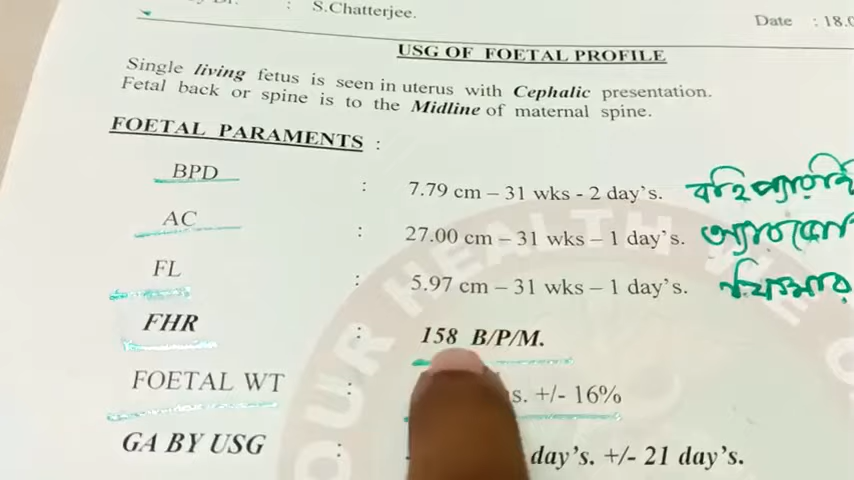 S.Chatterjee.
Date : 18.0
USG OF FOETAL PROFILE
Single living fetus is seen in uterus with Cephalic presentation.
Fetal back or spine is to the Midline of maternal spine.
FOETAL PARAMENTS :
BPD : 7.79 cm – 31 wks - 2 day's.
AC : 27.00 cm – 31 wks – 1 day's.
FL : 5.97 cm – 31 wks – 1 day's.
FHR : 158 B/P/M.
FOETAL WT : s. +/- 16%
GA BY USG : day's. +/- 21 day's.
OUR HEALTH